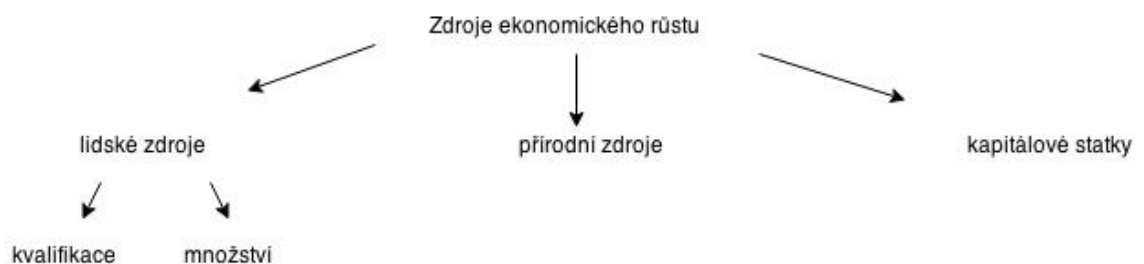 Zdroje ekonomického růstu
lidské zdroje
přírodní zdroje
kapitálové statky
kvalifikace
množství